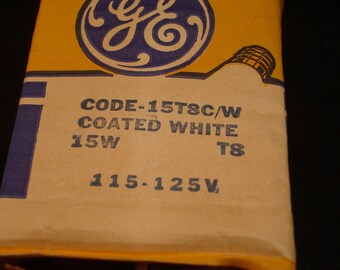 GE
CODE-15T8C/W
COATED WHITE
15W T8
115-125V